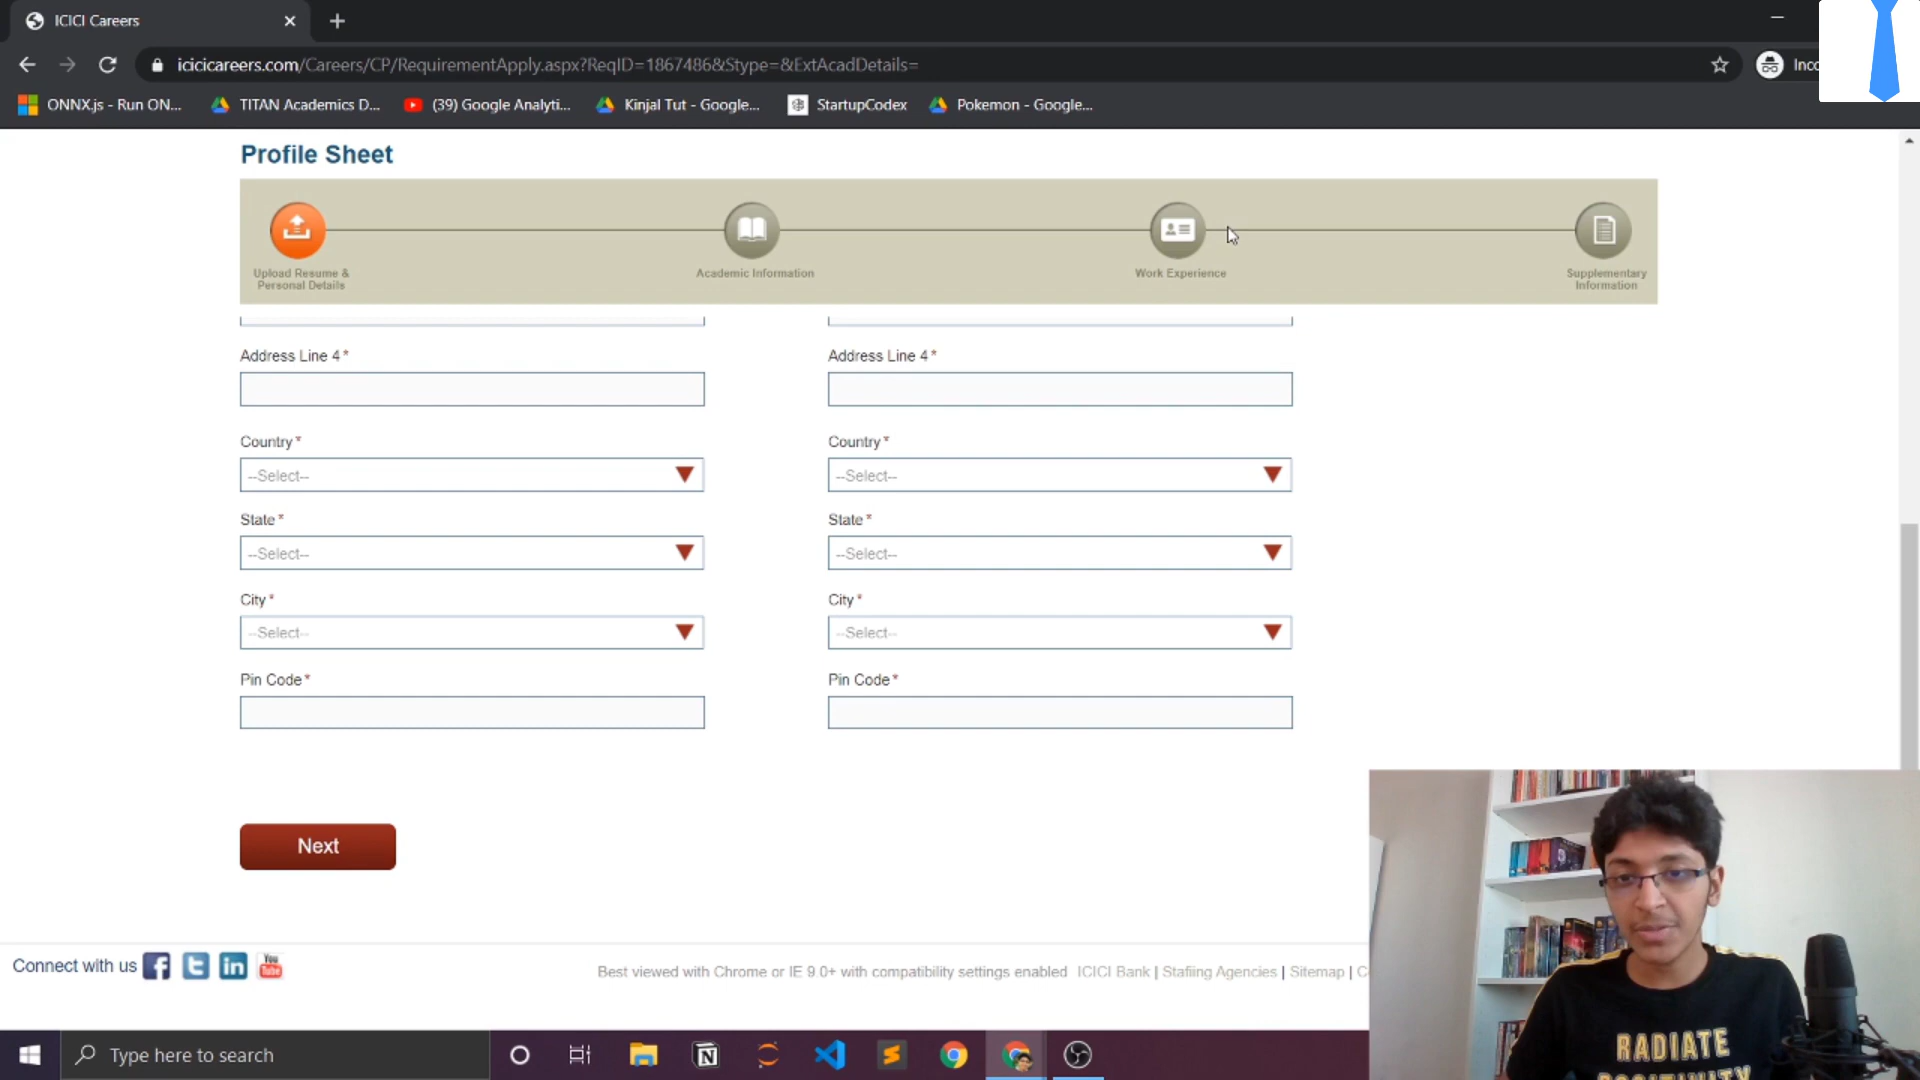 ICICI Careers
icicicareers.com/Careers/CP/RequirementApply.aspx?ReqID=1867486&Stype=&ExtAcadDetails=
ONNX.js - Run ON...
TITAN Academics D...
(39) Google Analyti...
Kinjal Tut - Google...
StartupCodex
Pokemon - Google...
Profile Sheet
Upload Resume &
Personal Details
Academic Information
Work Experience
Supplementary
Information
Address Line 4* Address Line 4*
Country* Country*
--Select-- --Select--
State* State*
--Select-- --Select--
City* City*
--Select-- --Select--
Pin Code* Pin Code*
Next
Connect with us
You
Tube
Best viewed with Chrome or IE 9 0+ with compatibility settings enabled ICICI Bank | Stafiing Agencies | Sitemap |
Type here to search
RADIATE
POSITIVITY